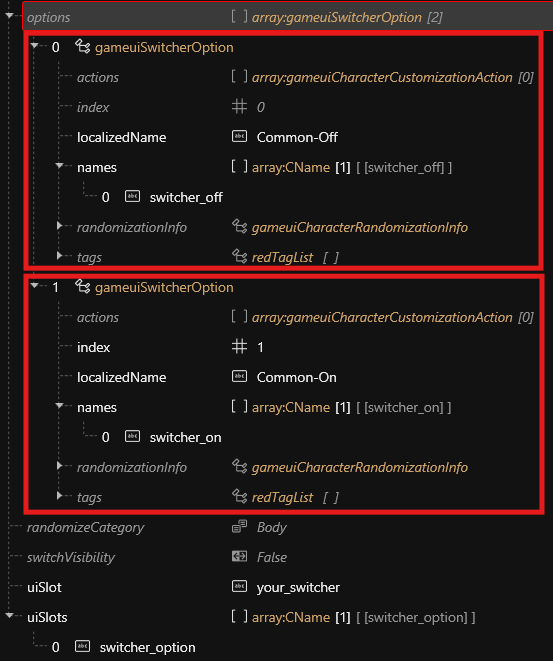 options [ ] array:gameuiSwitcherOption [2]
0 gameuiSwitcherOption
actions [ ] array:gameuiCharacterCustomizationAction [0]
index 0
localizedName abc Common-Off
names [ ] array:CName [1] [ [switcher_off] ]
0 abc switcher_off
randomizationInfo gameuiCharacterRandomizationInfo
tags redTagList [ ]
1 gameuiSwitcherOption
actions [ ] array:gameuiCharacterCustomizationAction [0]
index 1
localizedName abc Common-On
names [ ] array:CName [1] [ [switcher_on] ]
0 abc switcher_on
randomizationInfo gameuiCharacterRandomizationInfo
tags redTagList [ ]
randomizeCategory Body
switchVisibility False
uiSlot abc your_switcher
uiSlots [ ] array:CName [1] [ [switcher_option] ]
0 abc switcher_option